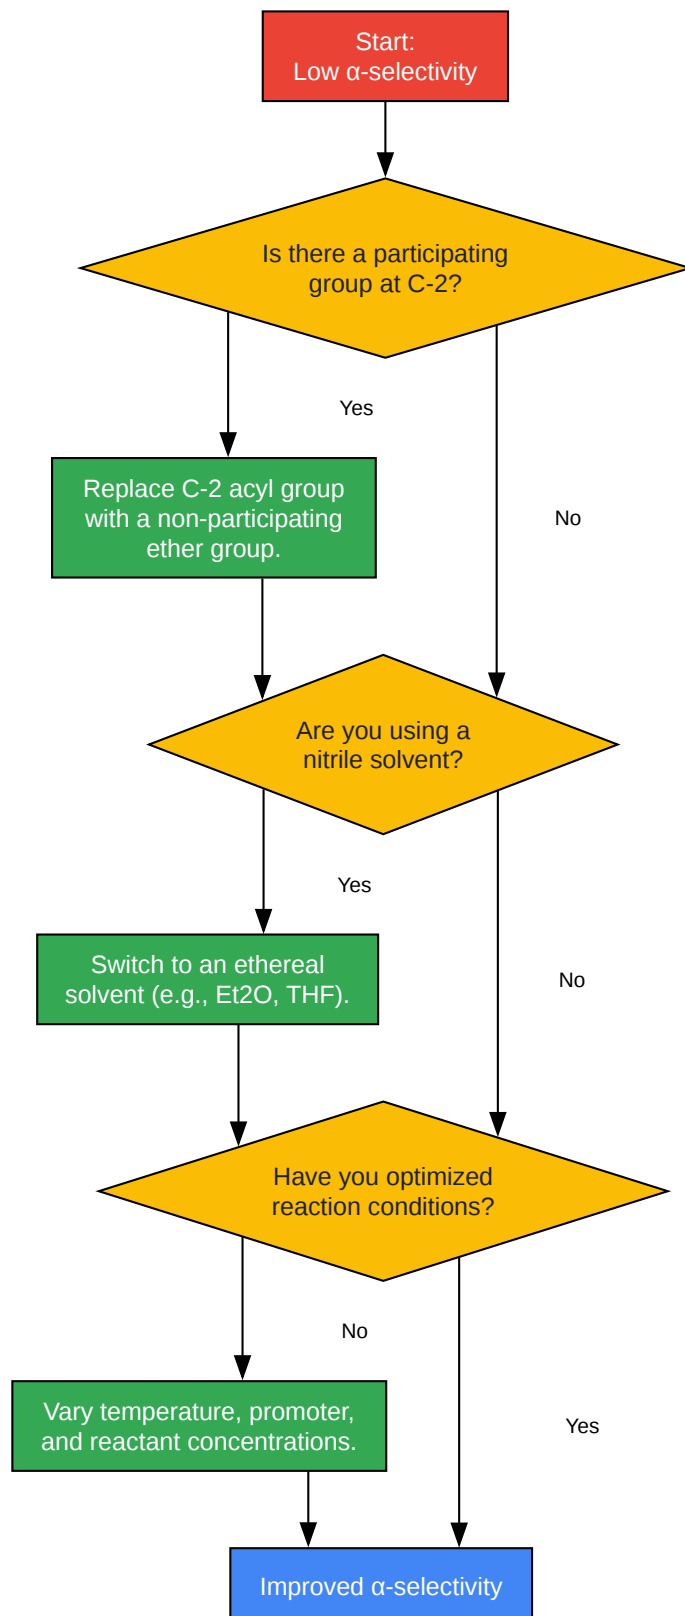 Start:
Low α-selectivity
Is there a participating
group at C-2?
Yes
Replace C-2 acyl group
with a non-participating
ether group.
No
Are you using a
nitrile solvent?
Yes
Switch to an ethereal
solvent (e.g., Et2O, THF).
No
Have you optimized
reaction conditions?
No
Vary temperature, promoter,
and reactant concentrations.
Yes
Improved α-selectivity